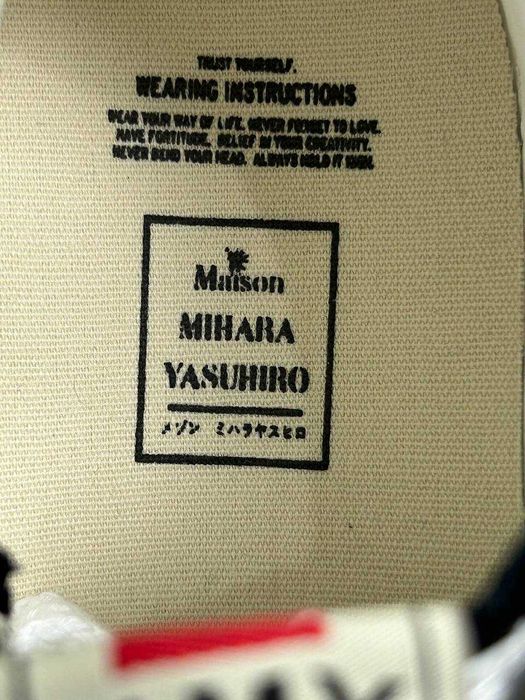 TRUST YOURSELF.
WEARING INSTRUCTIONS
WEAR YOUR WAY OF LIFE. NEVER FORGET TO LOVE.
HAVE FORTITUDE. BELIEF IN YOUR CREATIVITY.
NEVER BEND YOUR HEAD. ALWAYS HOLD IT HIGH.
Maison
MIHARA
YASUHIRO
メゾン ミハラヤスヒロ